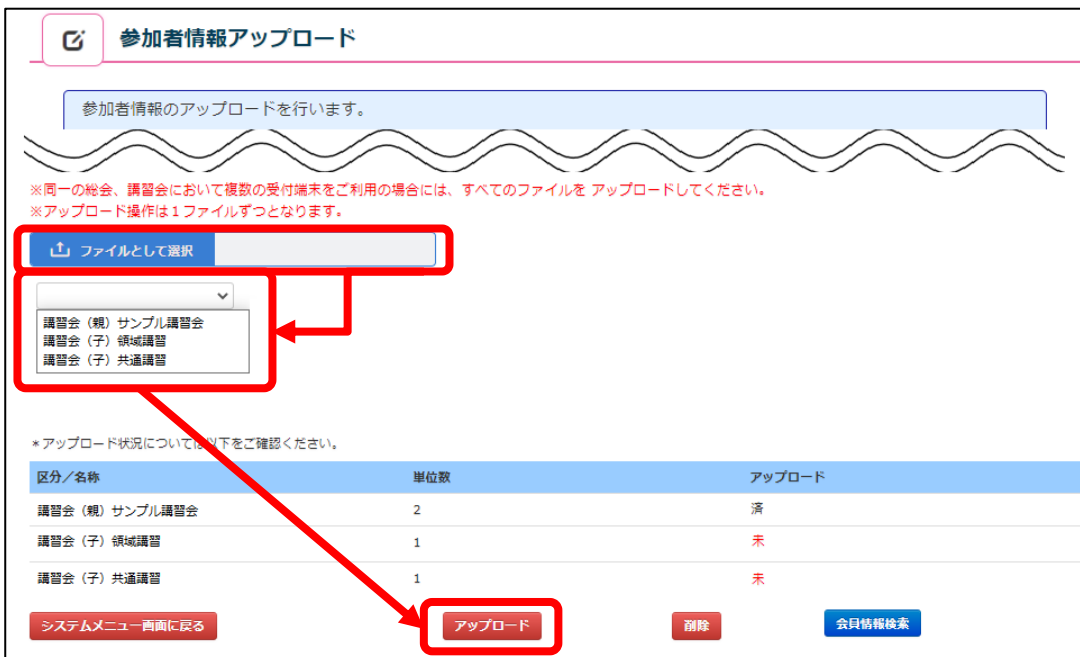 参加者情報アップロード
参加者情報のアップロードを行います。
※同一の総会、講習会において複数の受付端末をご利用の場合には、すべてのファイルを アップロードしてください。
※アップロード操作は１ファイルずつとなります。
ファイルとして選択
講習会（親）サンプル講習会
講習会（子）領域講習
講習会（子）共通講習
*アップロード状況については以下をご確認ください。
区分／名称 単位数 アップロード
講習会（親）サンプル講習会 2 済
講習会（子）領域講習 1 未
講習会（子）共通講習 1 未
システムメニュー画面に戻る アップロード 削除 会員情報検索